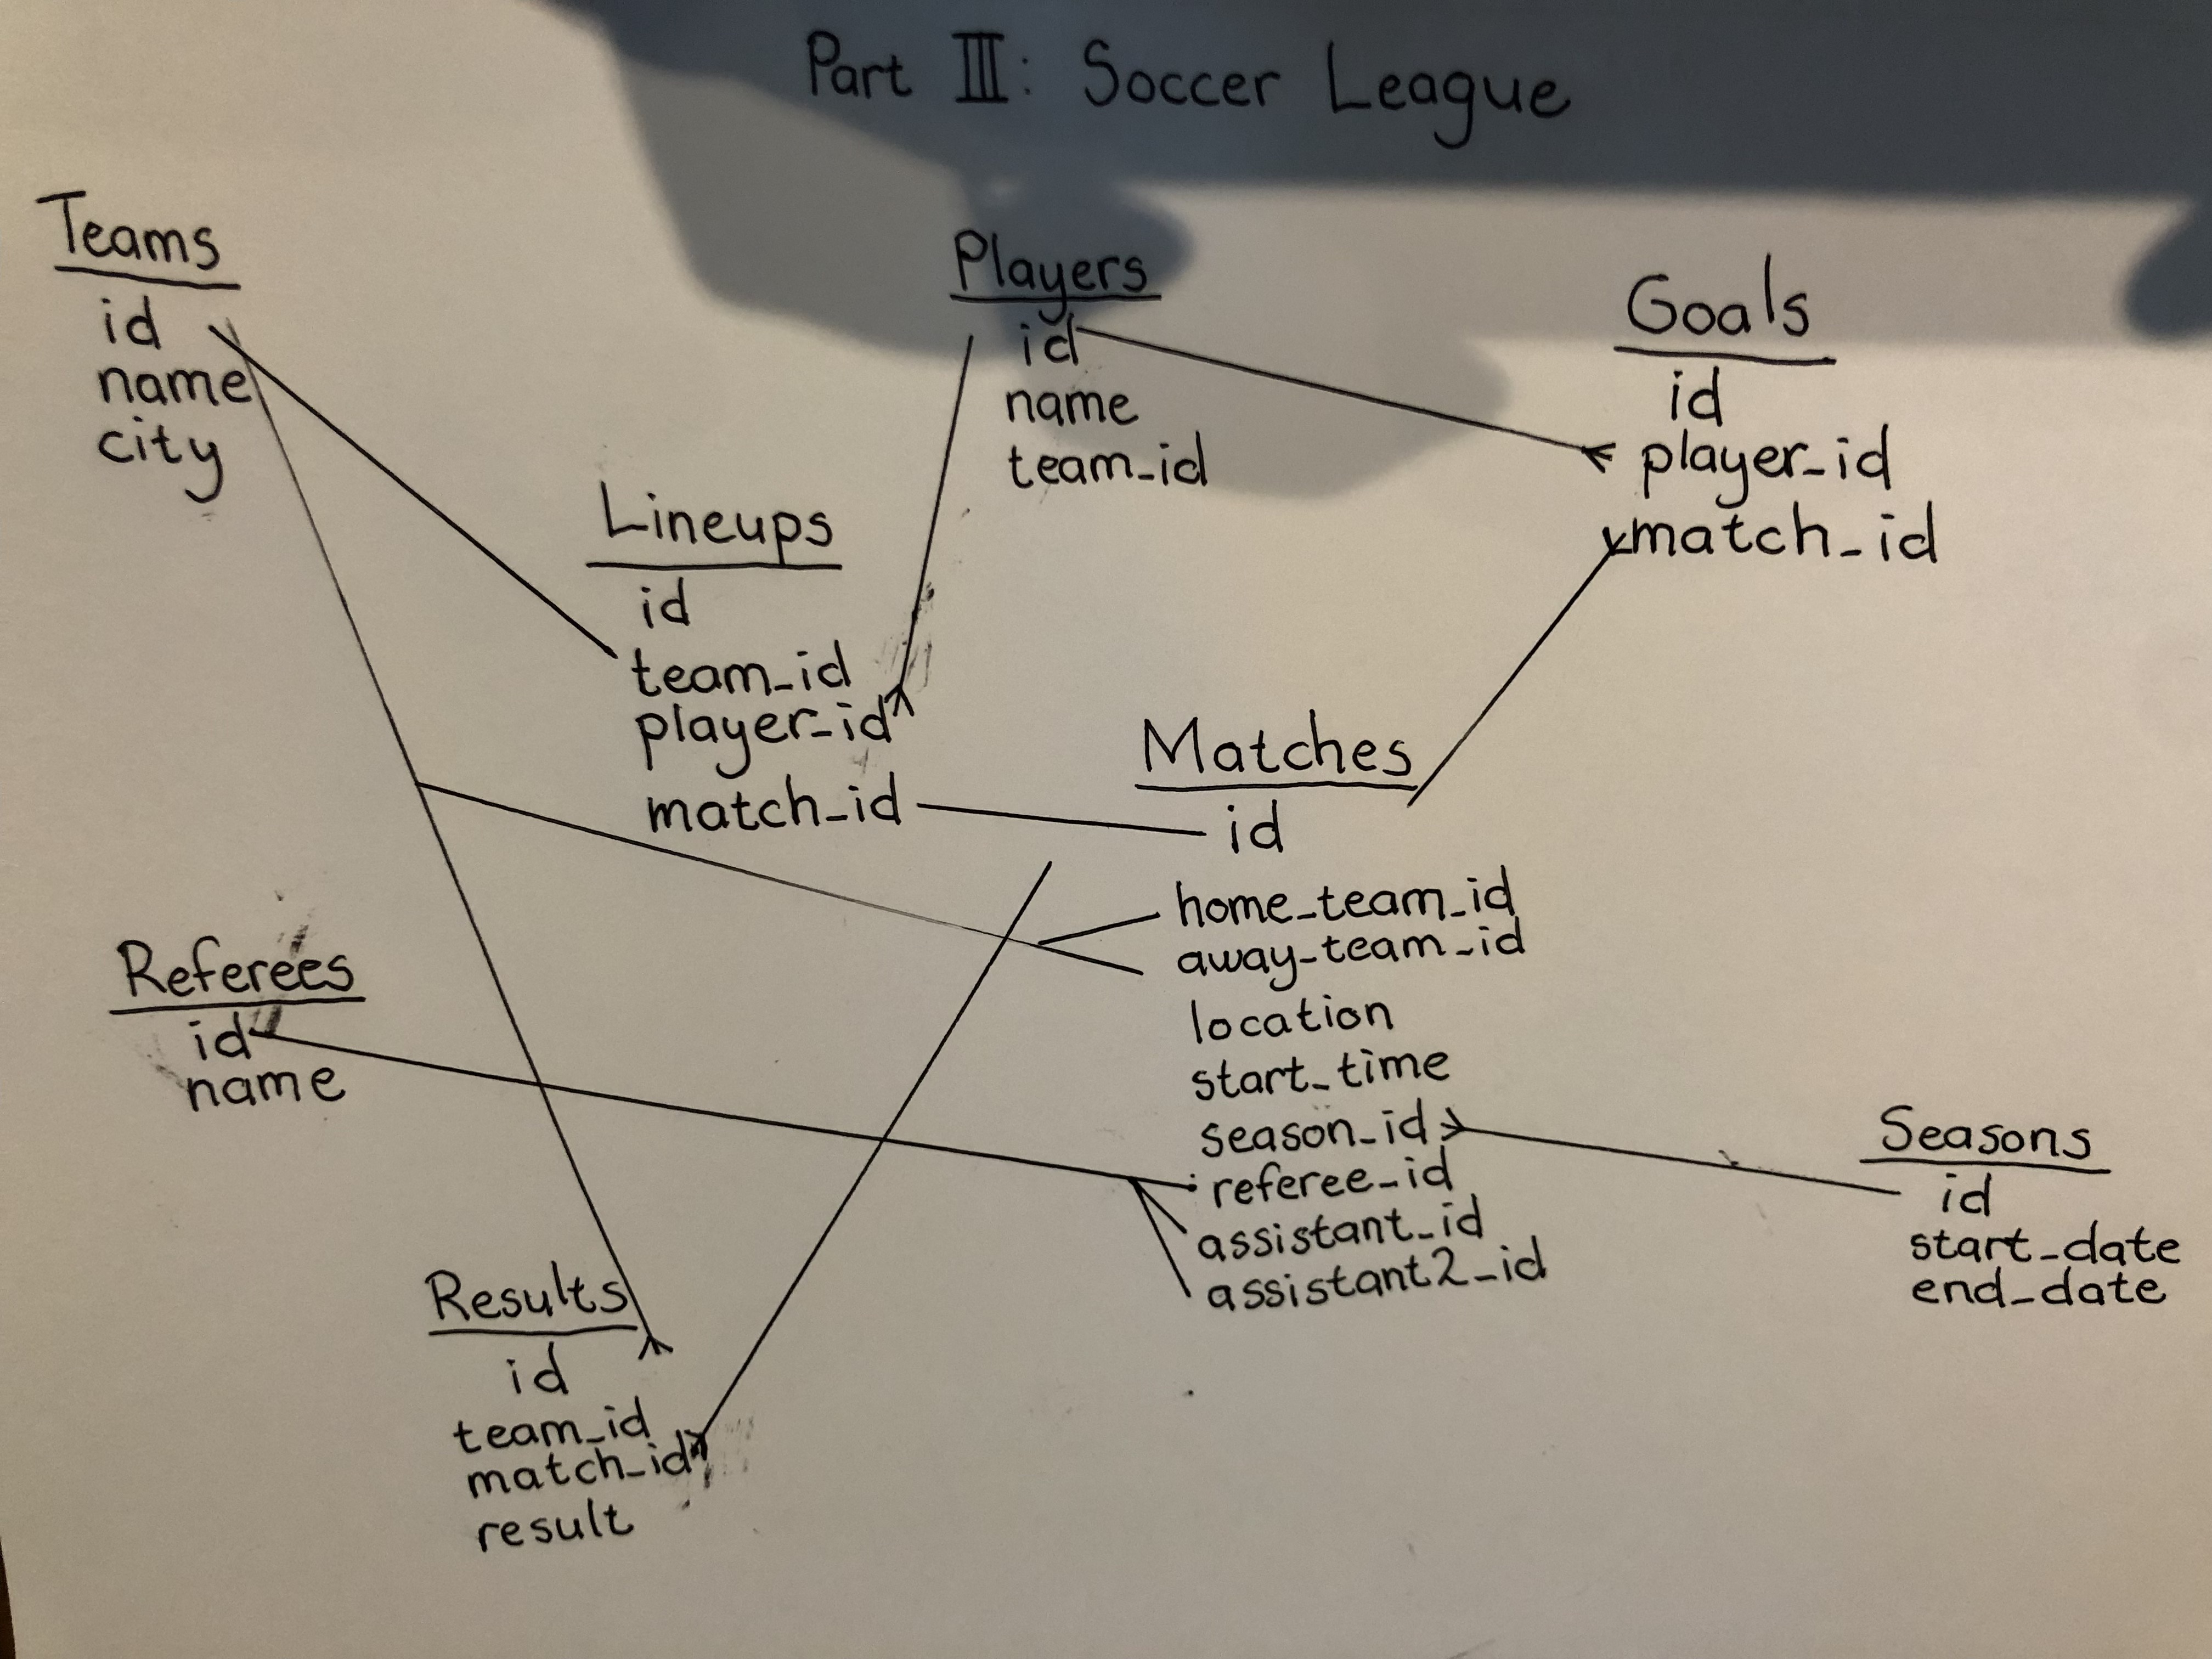 Part III: Soccer League
Teams
id
name
city
Players
id
name
team_id
Goals
id
player_id
match_id
Lineups
id
team_id
player_id
match_id
Matches
id
home_team_id
away_team_id
location
start_time
season_id
referee_id
assistant_id
assistant2_id
Referees
id
name
Seasons
id
start_date
end_date
Results
id
team_id
match_id
result